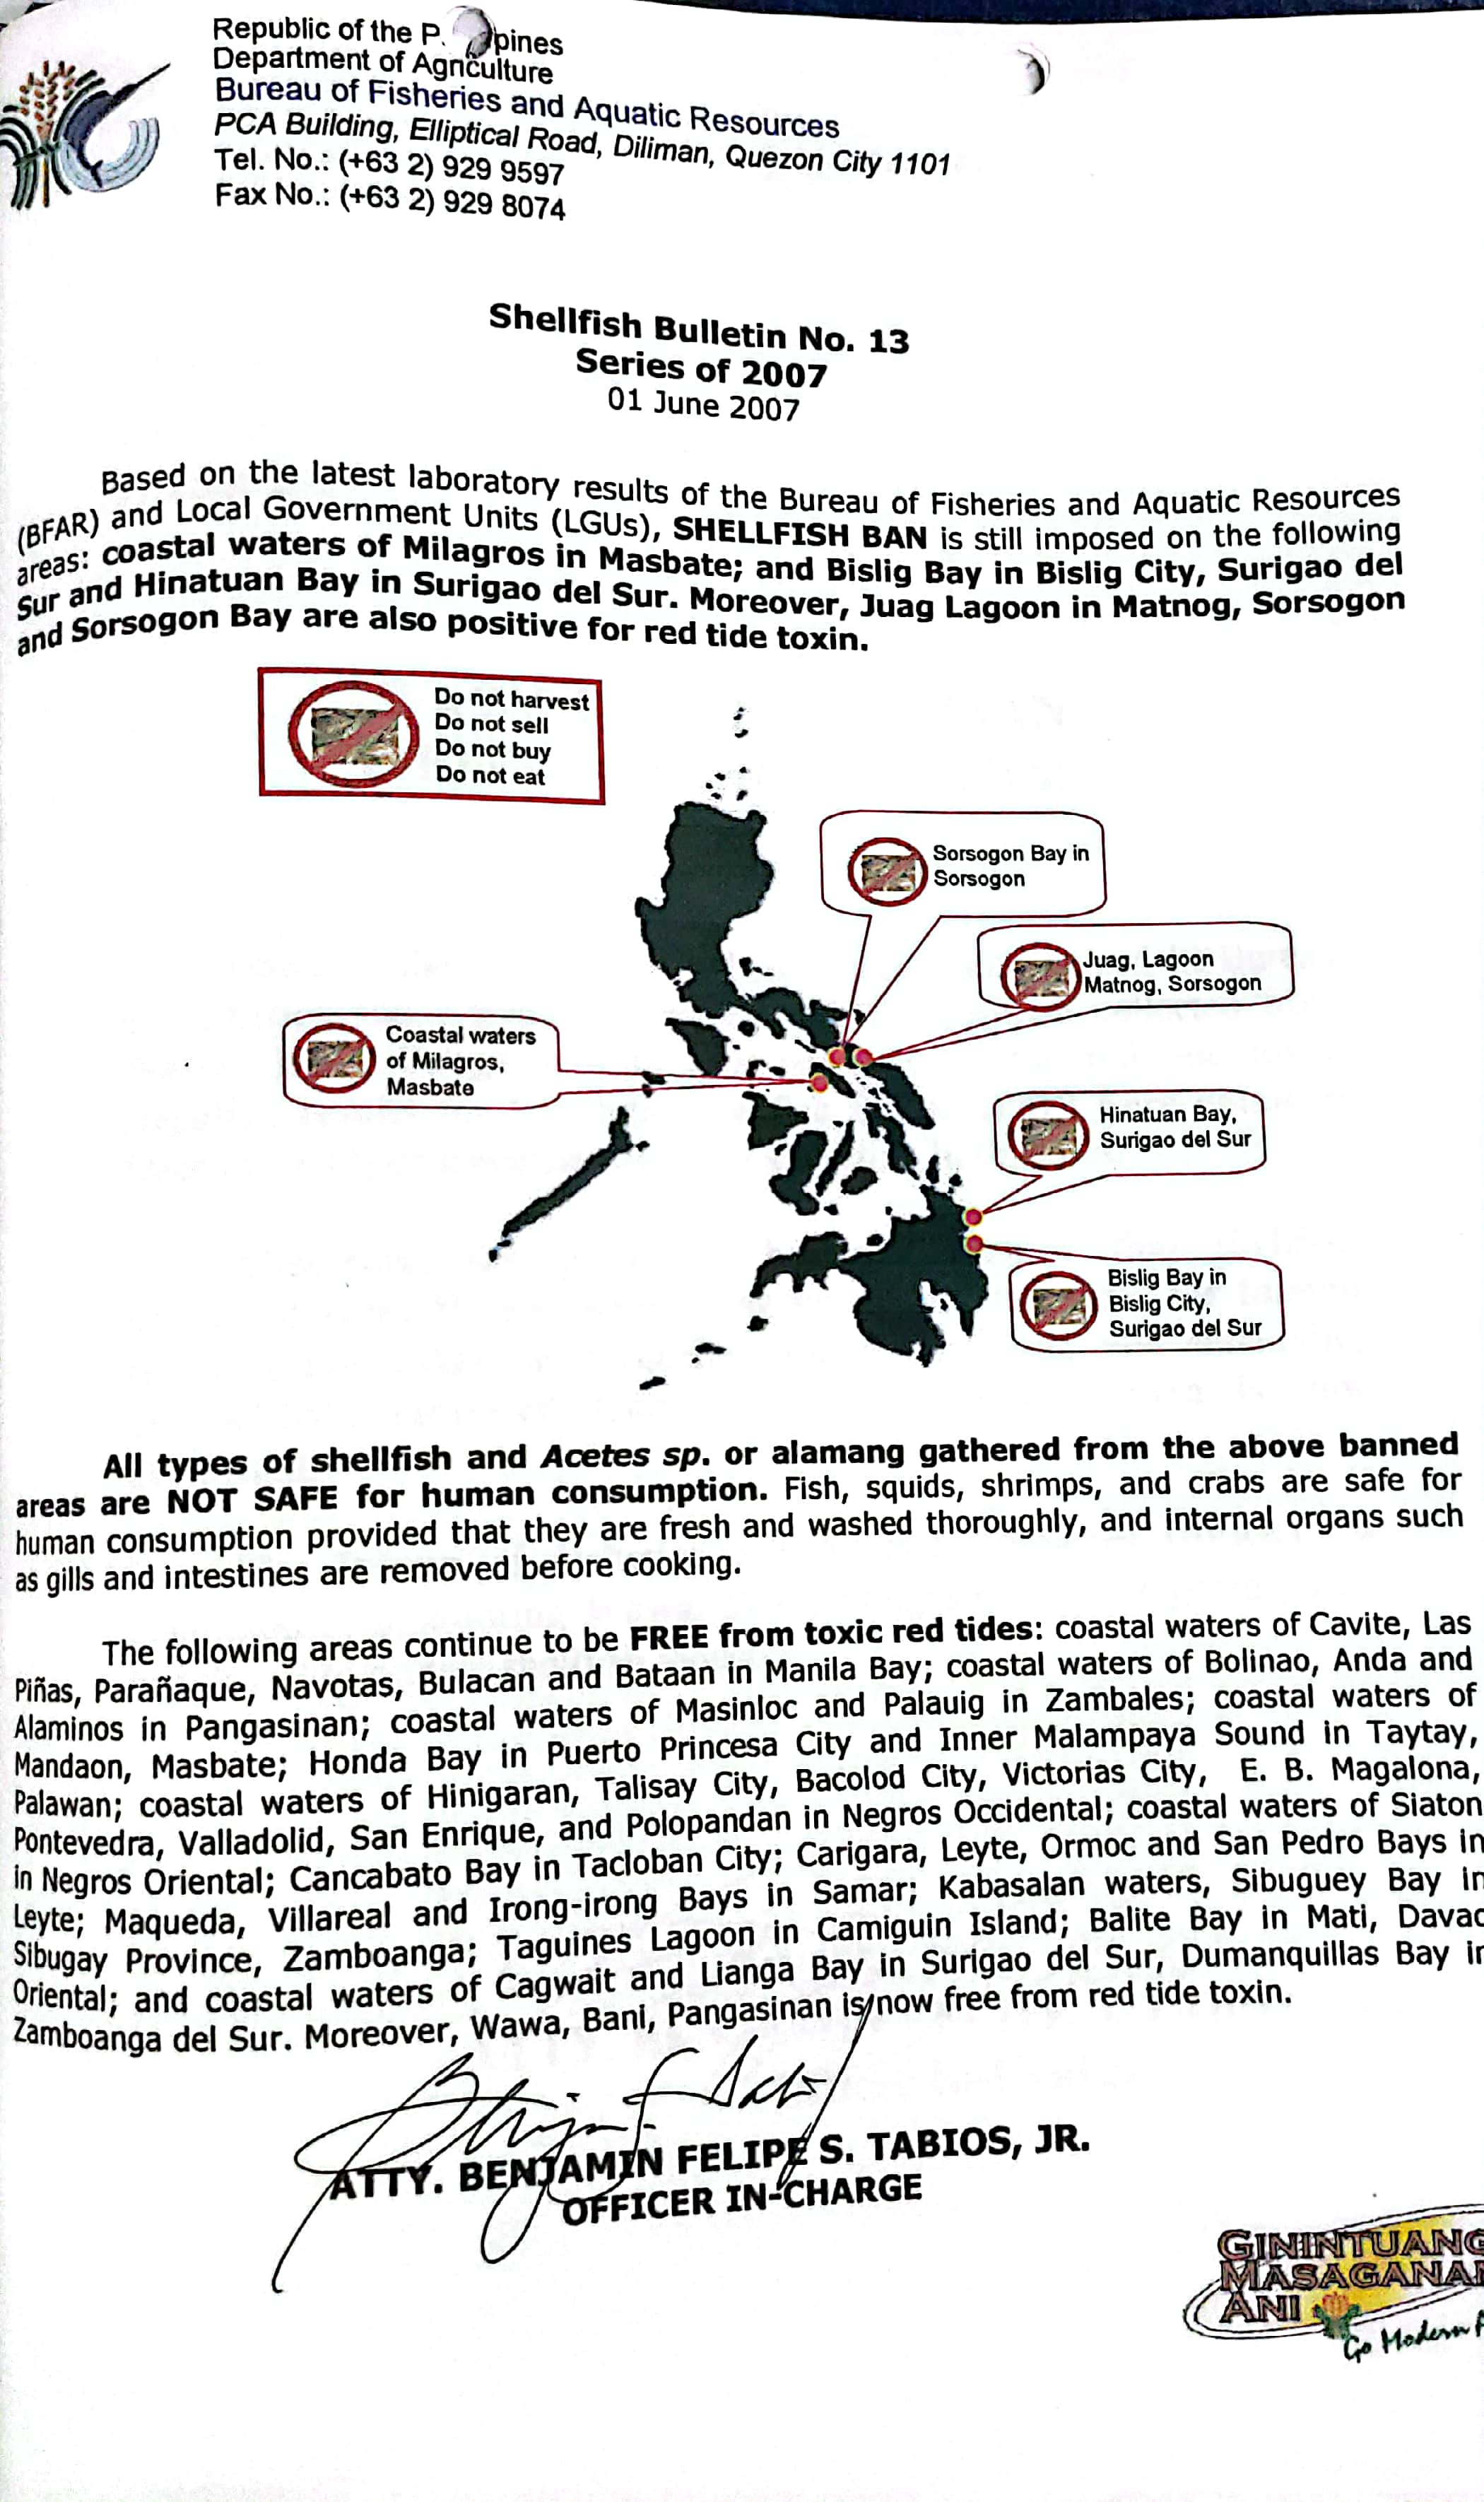 Republic of the P. pines
Department of Agriculture
Bureau of Fisheries and Aquatic Resources
PCA Building, Elliptical Road, Diliman, Quezon City 1101
Tel. No.: (+63 2) 929 9597
Fax No.: (+63 2) 929 8074
Shellfish Bulletin No. 13
Series of 2007
01 June 2007
Based on the latest laboratory results of the Bureau of Fisheries and Aquatic Resources
(BFAR) and Local Government Units (LGUs), SHELLFISH BAN is still imposed on the following
areas: coastal waters of Milagros in Masbate; and Bislig Bay in Bislig City, Surigao del
Sur and Hinatuan Bay in Surigao del Sur. Moreover, Juag Lagoon in Matnog, Sorsogon
and Sorsogon Bay are also positive for red tide toxin.
Do not harvest
Do not sell
Do not buy
Do not eat
Sorsogon Bay in
Sorsogon
Juag, Lagoon
Matnog, Sorsogon
Coastal waters
of Milagros,
Masbate
Hinatuan Bay,
Surigao del Sur
Bislig Bay in
Bislig City,
Surigao del Sur
All types of shellfish and Acetes sp. or alamang gathered from the above banned
areas are NOT SAFE for human consumption. Fish, squids, shrimps, and crabs are safe for
human consumption provided that they are fresh and washed thoroughly, and internal organs such
as gills and intestines are removed before cooking.
The following areas continue to be FREE from toxic red tides: coastal waters of Cavite, Las
Piñas, Parañaque, Navotas, Bulacan and Bataan in Manila Bay; coastal waters of Bolinao, Anda and
Alaminos in Pangasinan; coastal waters of Masinloc and Palauig in Zambales; coastal waters of
Mandaon, Masbate; Honda Bay in Puerto Princesa City and Inner Malampaya Sound in Taytay,
Palawan; coastal waters of Hinigaran, Talisay City, Bacolod City, Victorias City, E. B. Magalona,
Pontevedra, Valladolid, San Enrique, and Polopandan in Negros Occidental; coastal waters of Siaton
in Negros Oriental; Cancabato Bay in Tacloban City; Carigara, Leyte, Ormoc and San Pedro Bays in
Leyte; Maqueda, Villareal and Irong-irong Bays in Samar; Kabasalan waters, Sibuguey Bay in
Sibugay Province, Zamboanga; Taguines Lagoon in Camiguin Island; Balite Bay in Mati, Davao
Oriental; and coastal waters of Cagwait and Lianga Bay in Surigao del Sur, Dumanquillas Bay in
Zamboanga del Sur. Moreover, Wawa, Bani, Pangasinan is now free from red tide toxin.
ATTY. BENJAMIN FELIPE S. TABIOS, JR.
OFFICER IN-CHARGE
GININTUANG
MASAGANA
ANI
Go Modern